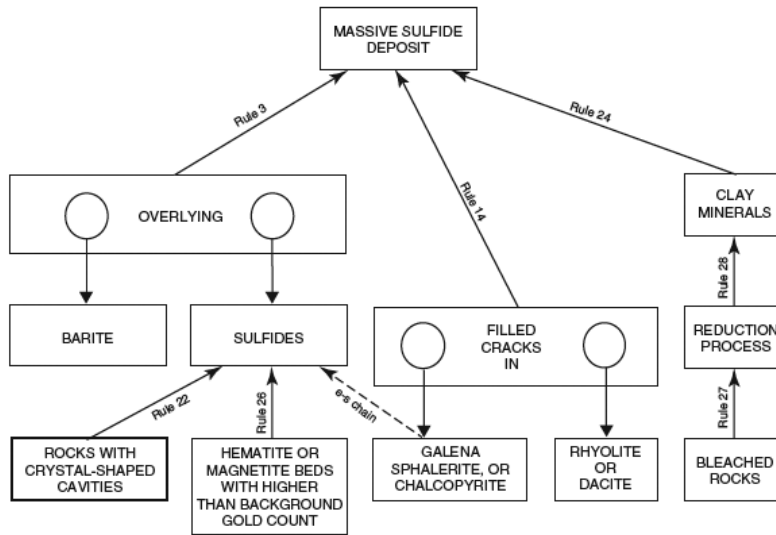 MASSIVE SULFIDE
DEPOSIT
Rule 3
Rule 14
Rule 24
OVERLYING
CLAY
MINERALS
Rule 28
BARITE
SULFIDES
FILLED
CRACKS
IN
REDUCTION
PROCESS
Rule 22
Rule 26
e-s chain
Rule 27
ROCKS WITH
CRYSTAL-SHAPED
CAVITIES
HEMATITE OR
MAGNETITE BEDS
WITH HIGHER
THAN BACKGROUND
GOLD COUNT
GALENA
SPHALERITE, OR
CHALCOPYRITE
RHYOLITE
OR
DACITE
BLEACHED
ROCKS